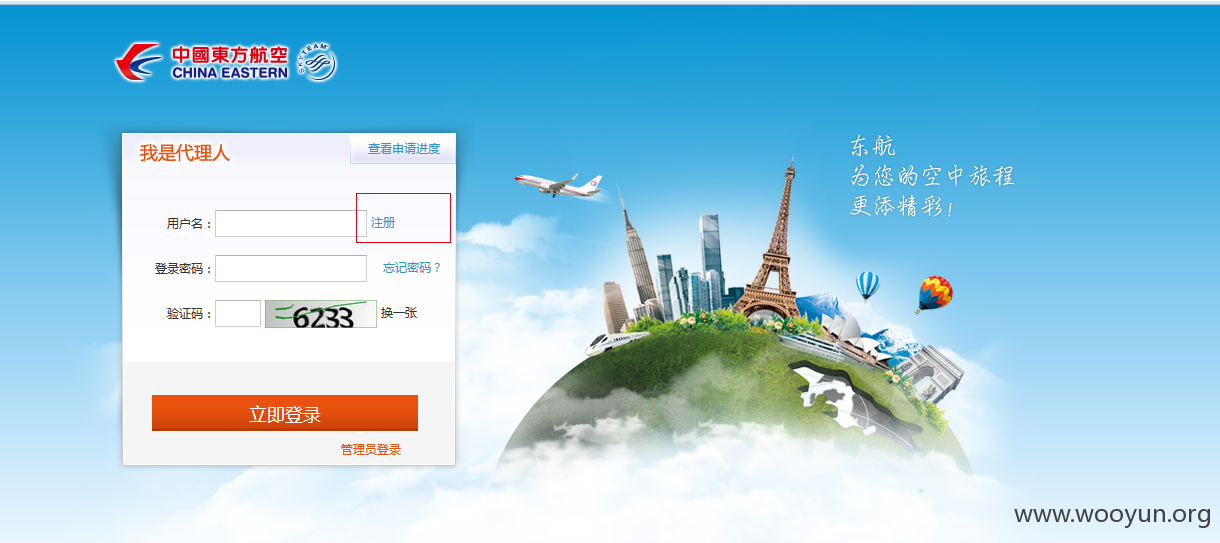 中國東方航空
CHINA EASTERN
SKYTEAM
我是代理人
查看申请进度
东航
为您的空中旅程
更添精彩!
用户名：
注册
登录密码：
忘记密码？
验证码：
6233
换一张
立即登录
管理员登录
www.wooyun.org